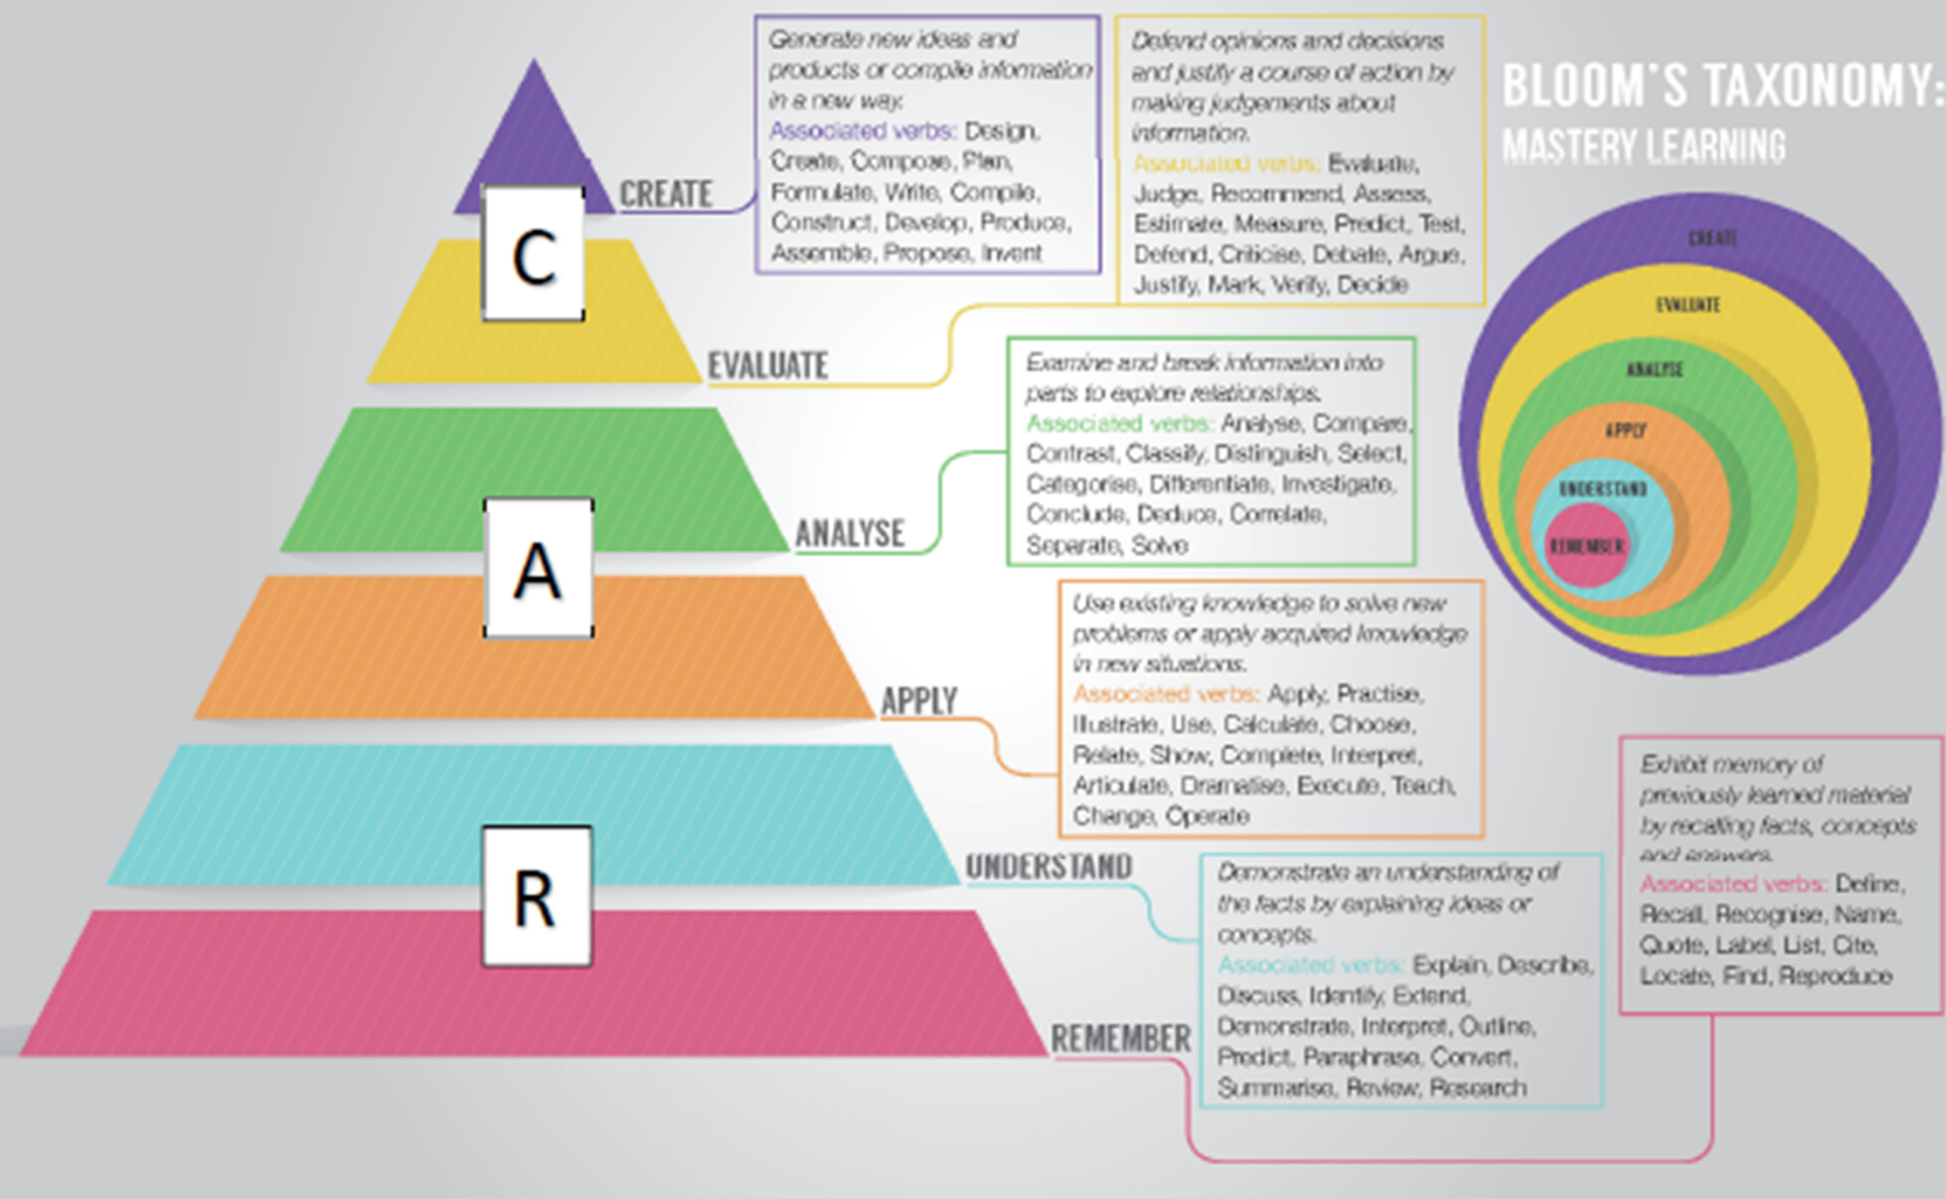 BLOOM'S TAXONOMY:
MASTERY LEARNING
Generate new ideas and
products or compile information
in a new way.
Associated verbs: Design,
Create, Compose, Plan,
Formulate, Write, Compile,
Construct, Develop, Produce,
Assemble, Propose, Invent
CREATE
C
Defend opinions and decisions
and justify a course of action by
making judgements about
information.
Associated verbs: Evaluate,
Judge, Recommend, Assess,
Estimate, Measure, Predict, Test,
Defend, Criticise, Debate, Argue,
Justify, Mark, Verify, Decide
EVALUATE
Examine and break information into
parts to explore relationships.
Associated verbs: Analyse, Compare,
Contrast, Classify, Distinguish, Select,
Categorise, Differentiate, Investigate,
Conclude, Deduce, Correlate,
Separate, Solve
ANALYSE
A
Use existing knowledge to solve new
problems or apply acquired knowledge
in new situations.
Associated verbs: Apply, Practise,
Illustrate, Use, Calculate, Choose,
Relate, Show, Complete, Interpret,
Articulate, Dramatise, Execute, Teach,
Change, Operate
APPLY
Demonstrate an understanding of
the facts by explaining ideas or
concepts.
Associated verbs: Explain, Describe,
Discuss, Identify, Extend,
Demonstrate, Interpret, Outline,
Predict, Paraphrase, Convert,
Summarise, Review, Research
UNDERSTAND
R
Exhibit memory of
previously learned material
by recalling facts, concepts
and answers.
Associated verbs: Define,
Recall, Recognise, Name,
Quote, Label, List, Cite,
Locate, Find, Reproduce
REMEMBER
CREATE
EVALUATE
ANALYSE
APPLY
UNDERSTAND
REMEMBER